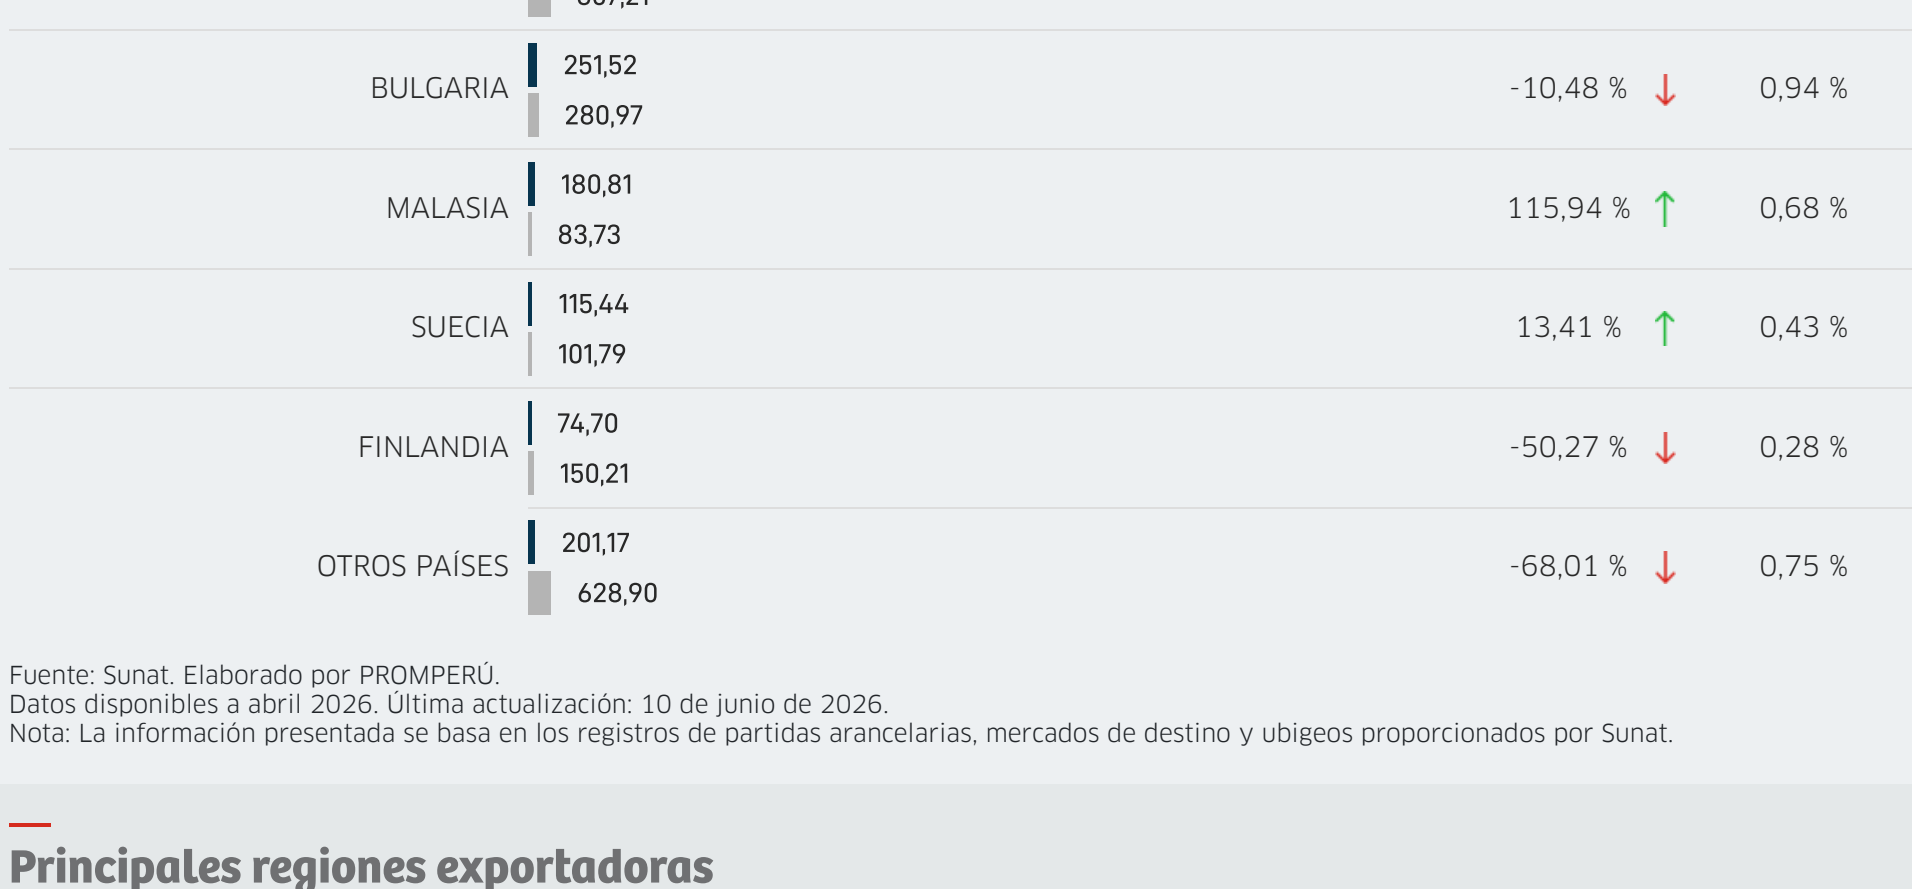 BULGARIA
251,52
280,97
-10,48 %
0,94 %
MALASIA
180,81
83,73
115,94 %
0,68 %
SUECIA
115,44
101,79
13,41 %
0,43 %
FINLANDIA
74,70
150,21
-50,27 %
0,28 %
OTROS PAÍSES
201,17
628,90
-68,01 %
0,75 %
Fuente: Sunat. Elaborado por PROMPERÚ.
Datos disponibles a abril 2026. Última actualización: 10 de junio de 2026.
Nota: La información presentada se basa en los registros de partidas arancelarias, mercados de destino y ubigeos proporcionados por Sunat.
Principales regiones exportadoras